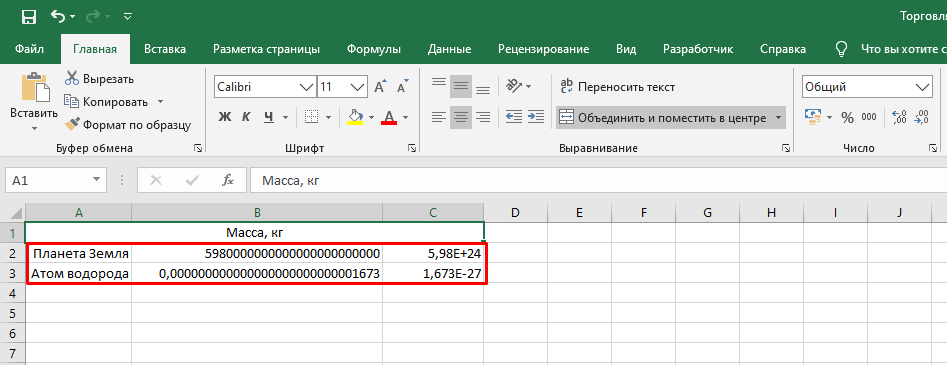 Торговля
Файл Главная Вставка Разметка страницы Формулы Данные Рецензирование Вид Разработчик Справка Что вы хотите с
Вставить
Вырезать
Копировать
Формат по образцу
Буфер обмена
Calibri 11
Ж К Ч
Шрифт
Переносить текст
Объединить и поместить в центре
Выравнивание
Общий
% 000
Число
A1 fx Масса, кг
A B C D E F G H I J
1 Масса, кг
2 Планета Земля 5980000000000000000000000 5,98E+24
3 Атом водорода 0,000000000000000000000000001673 1,673E-27
4
5
6
7